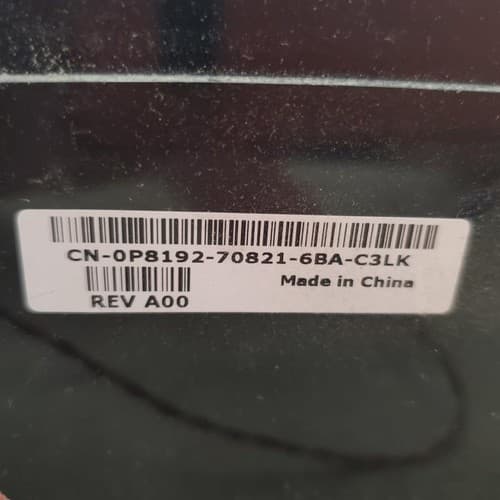 CN-0P8192-70821-6BA-C3LK
Made in China
REV A00